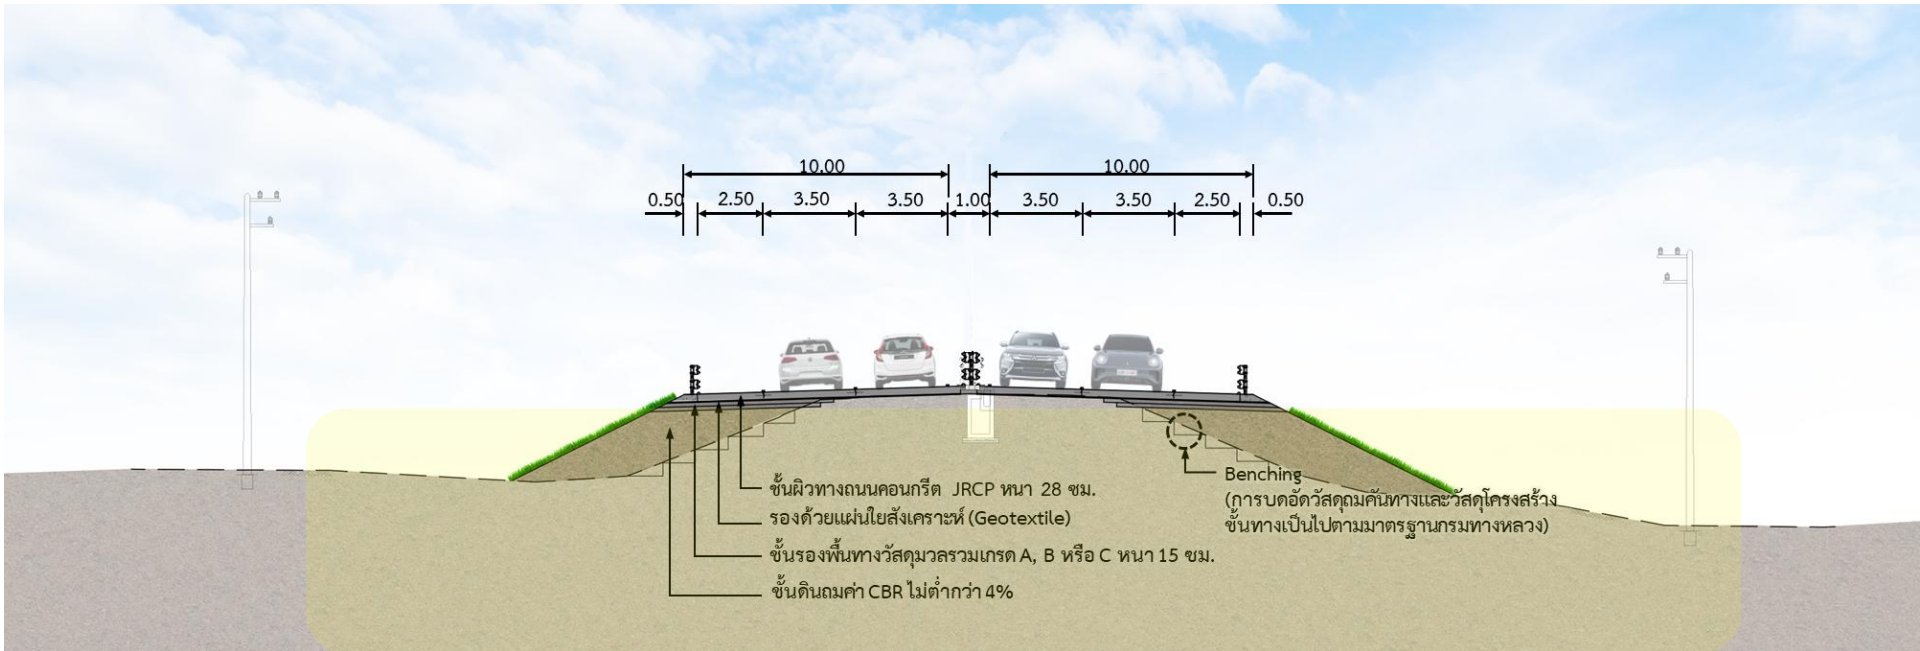 10.00 10.00
0.50 2.50 3.50 3.50 1.00 3.50 3.50 2.50 0.50
ชั้นผิวทางถนนคอนกรีต JRCP หนา 28 ซม.
รองด้วยแผ่นใยสังเคราะห์ (Geotextile)
ชั้นรองพื้นทางวัสดุมวลรวมเกรด A, B หรือ C หนา 15 ซม.
ชั้นดินถมค่า CBR ไม่ต่ำกว่า 4%
Benching
(การบดอัดวัสดุถมคันทางและวัสดุโครงสร้าง
ชั้นทางเป็นไปตามมาตรฐานกรมทางหลวง)